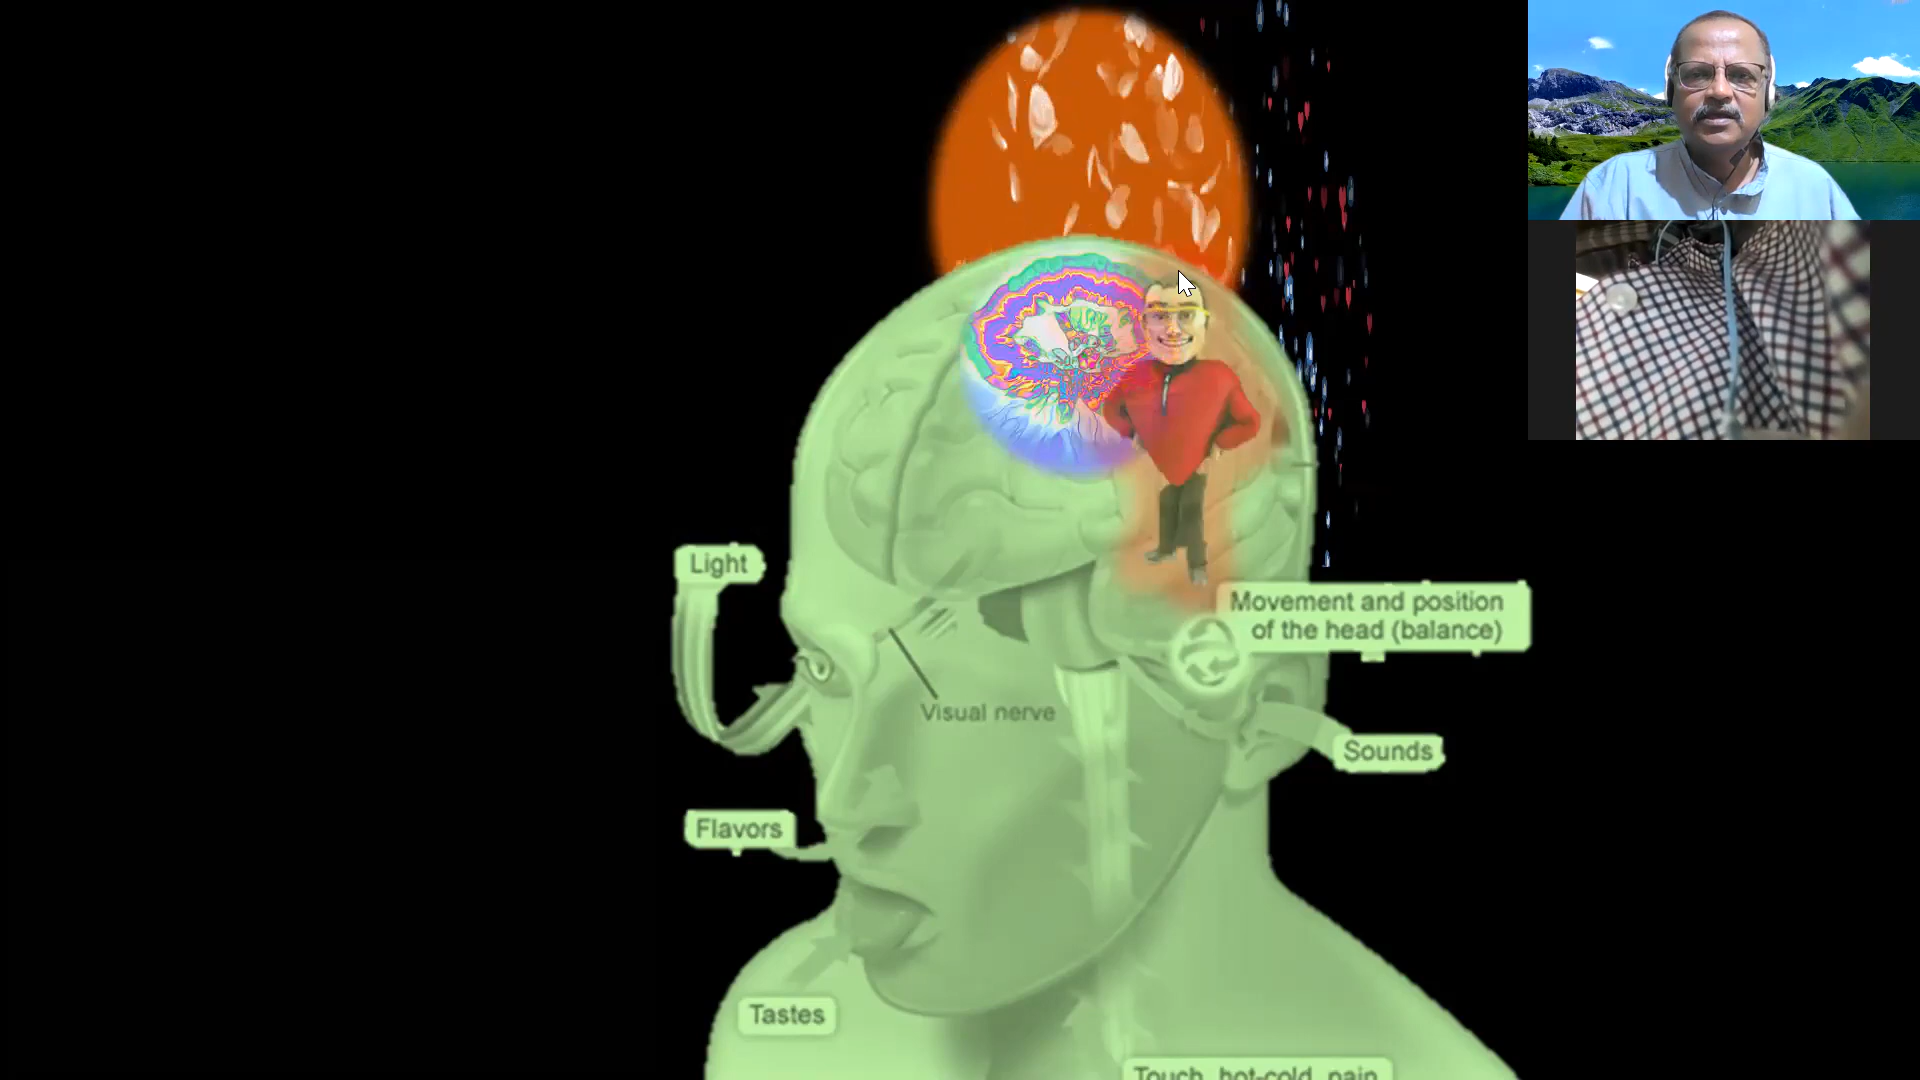 Light
Movement and position
of the head (balance)
Visual nerve
Sounds
Flavors
Tastes
Touch, hot-cold, pain